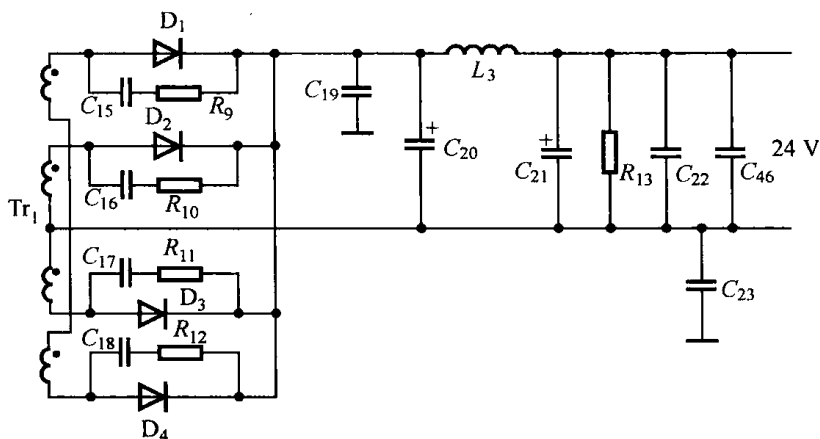 D₁
C₁₅
R₉
D₂
C₁₆
R₁₀
Tr₁
C₁₇
R₁₁
D₃
C₁₈
R₁₂
D₄
C₁₉
C₂₀
+
L₃
C₂₁
+
R₁₃
C₂₂
C₄₆
24 V
C₂₃